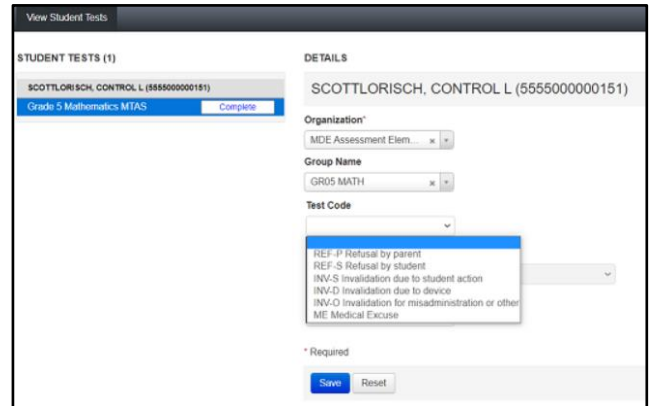 View Student Tests
STUDENT TESTS (1)
SCOTTLORISCH, CONTROL L (5555000000151)
Grade 5 Mathematics MTAS Complete
DETAILS
SCOTTLORISCH, CONTROL L (5555000000151)
Organization*
MDE Assessment Elem...
Group Name
GR05 MATH
Test Code
REF-P Refusal by parent
REF-S Refusal by student
INV-S Invalidation due to student action
INV-D Invalidation due to device
INV-O Invalidation for misadministration or other
ME Medical Excuse
* Required
Save Reset